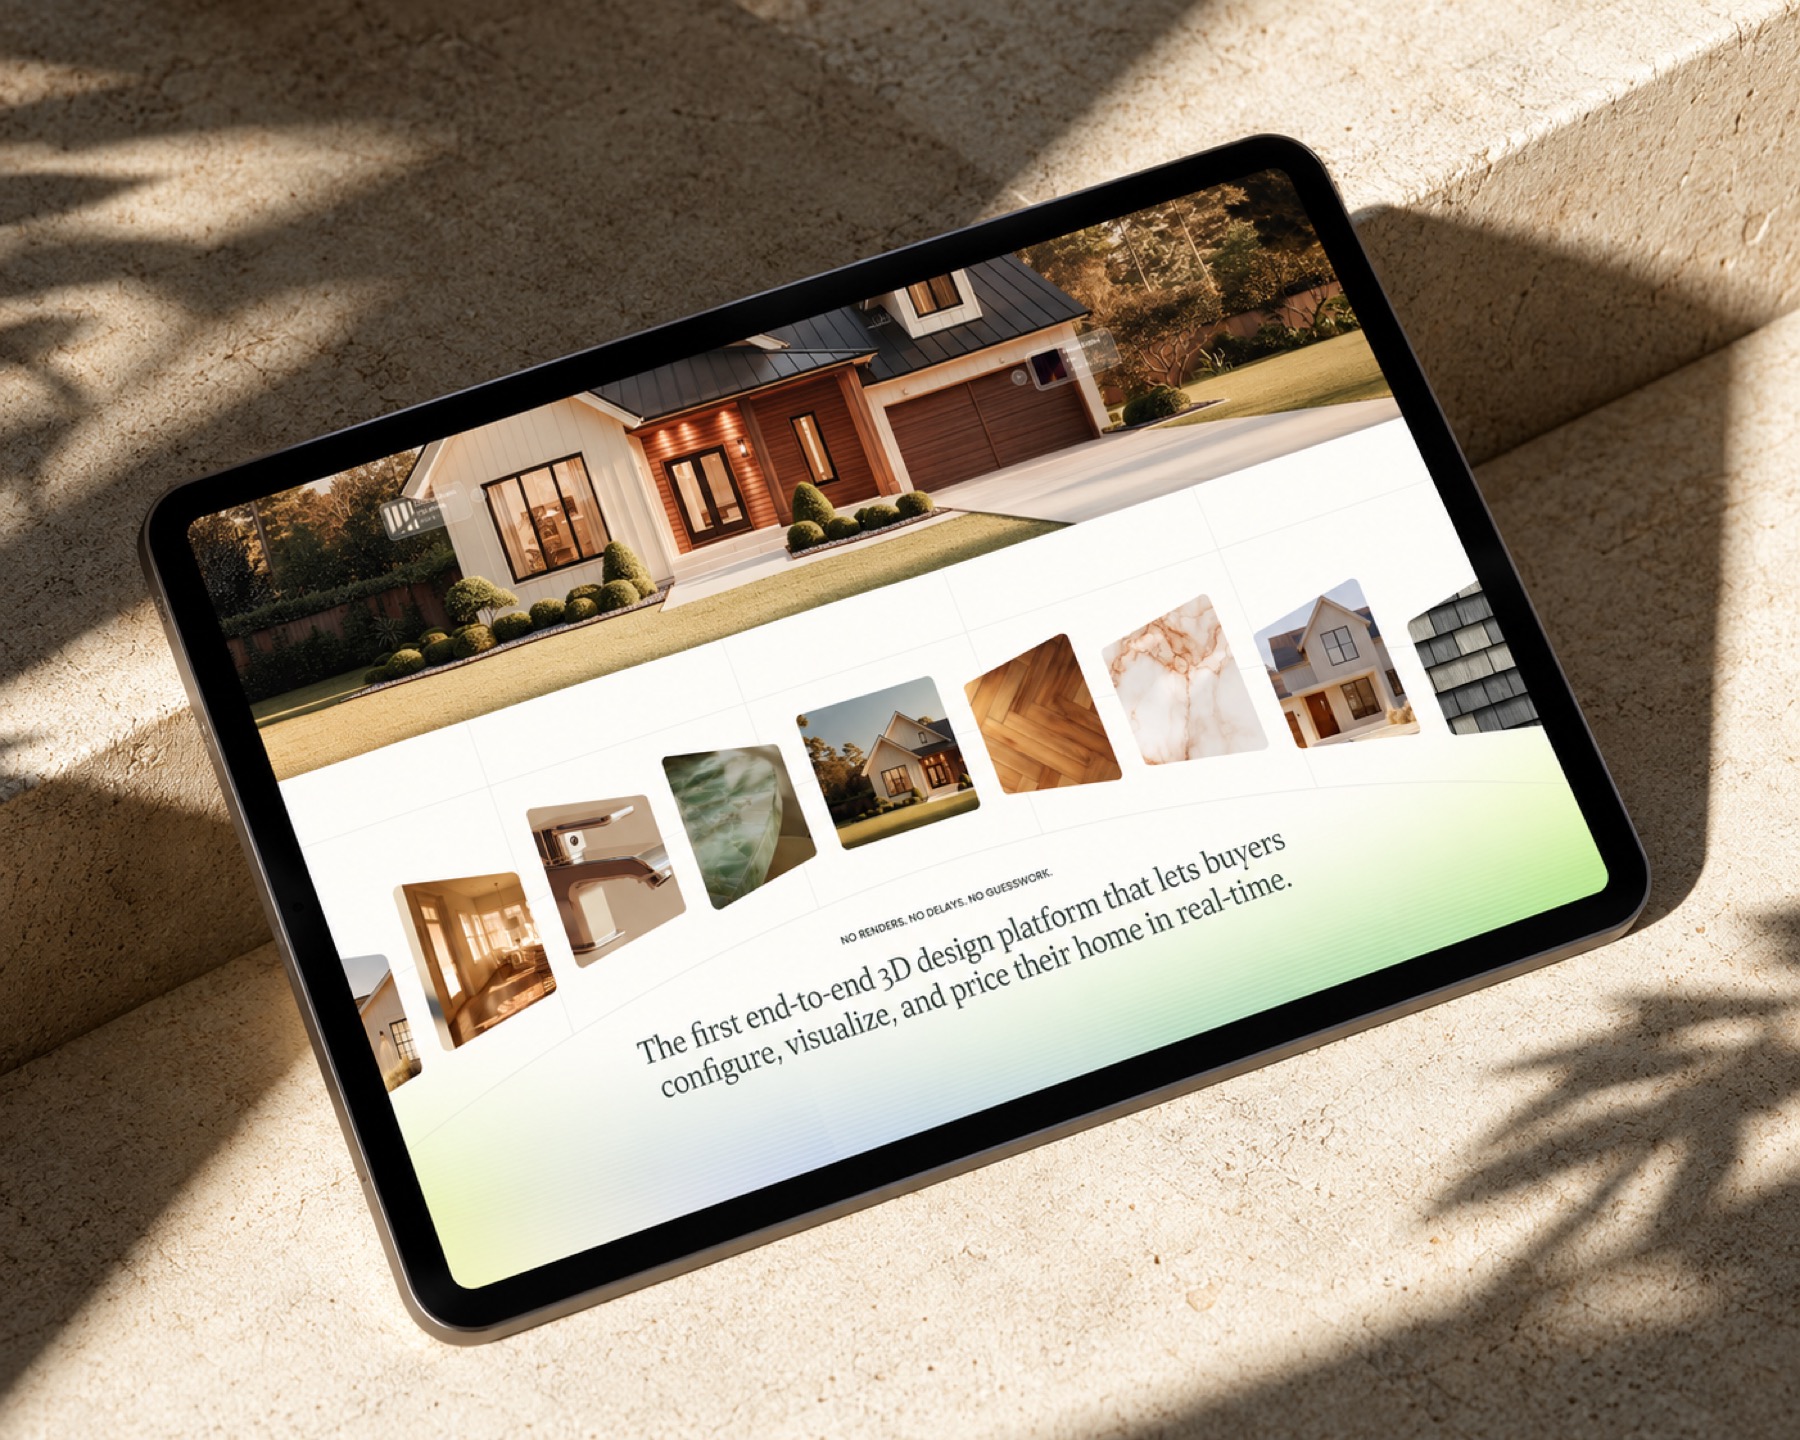 NO RENDERS. NO DELAYS. NO GUESSWORK.
The first end-to-end 3D design platform that lets buyers
configure, visualize, and price their home in real-time.